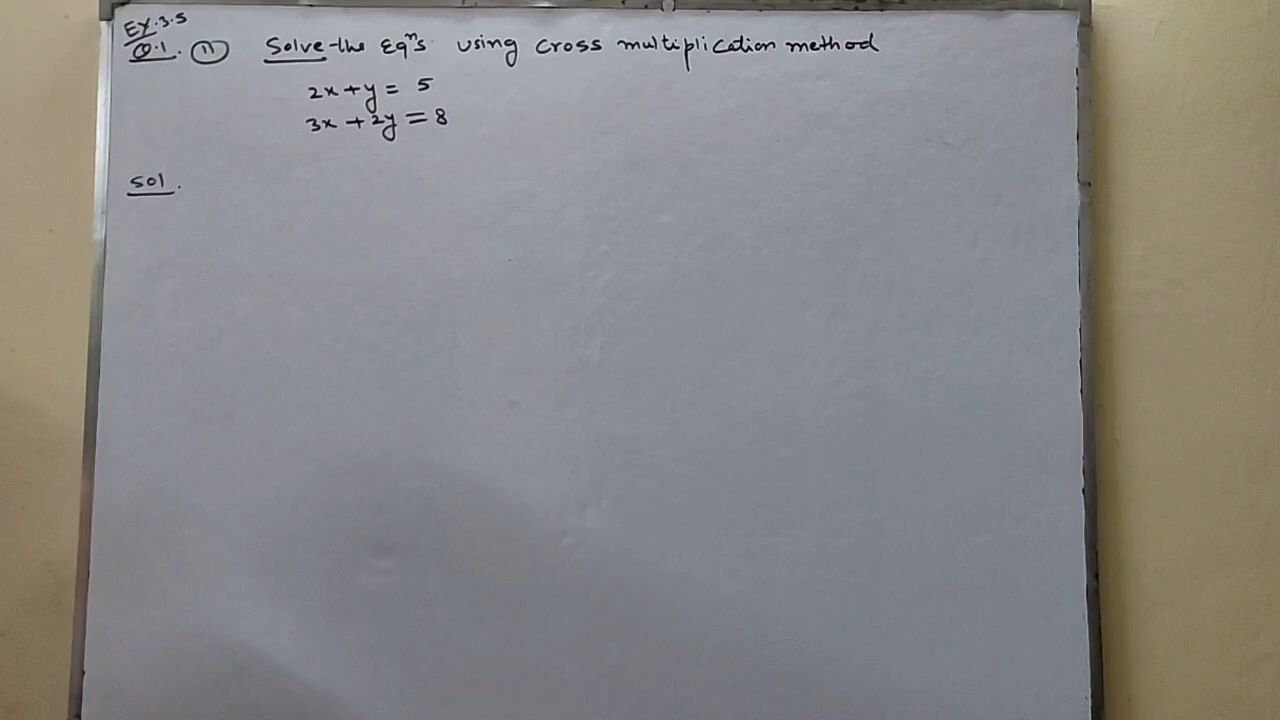 Ex. 3.5
Q.1. (ii) Solve the Eqⁿs using cross multiplication method
2x + y = 5
3x + 2y = 8
Sol.